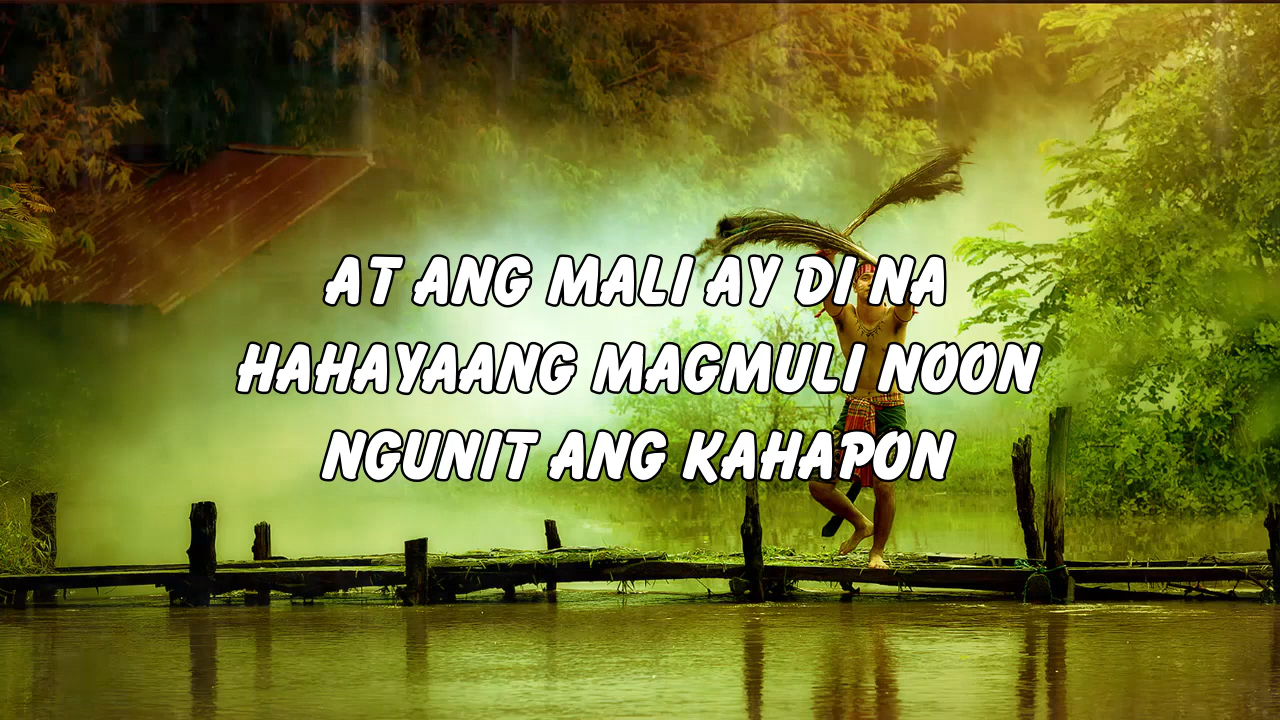 AT ANG MALI AY DI NA
HAHAYAANG MAGMULI NOON
NGUNIT ANG KAHAPON